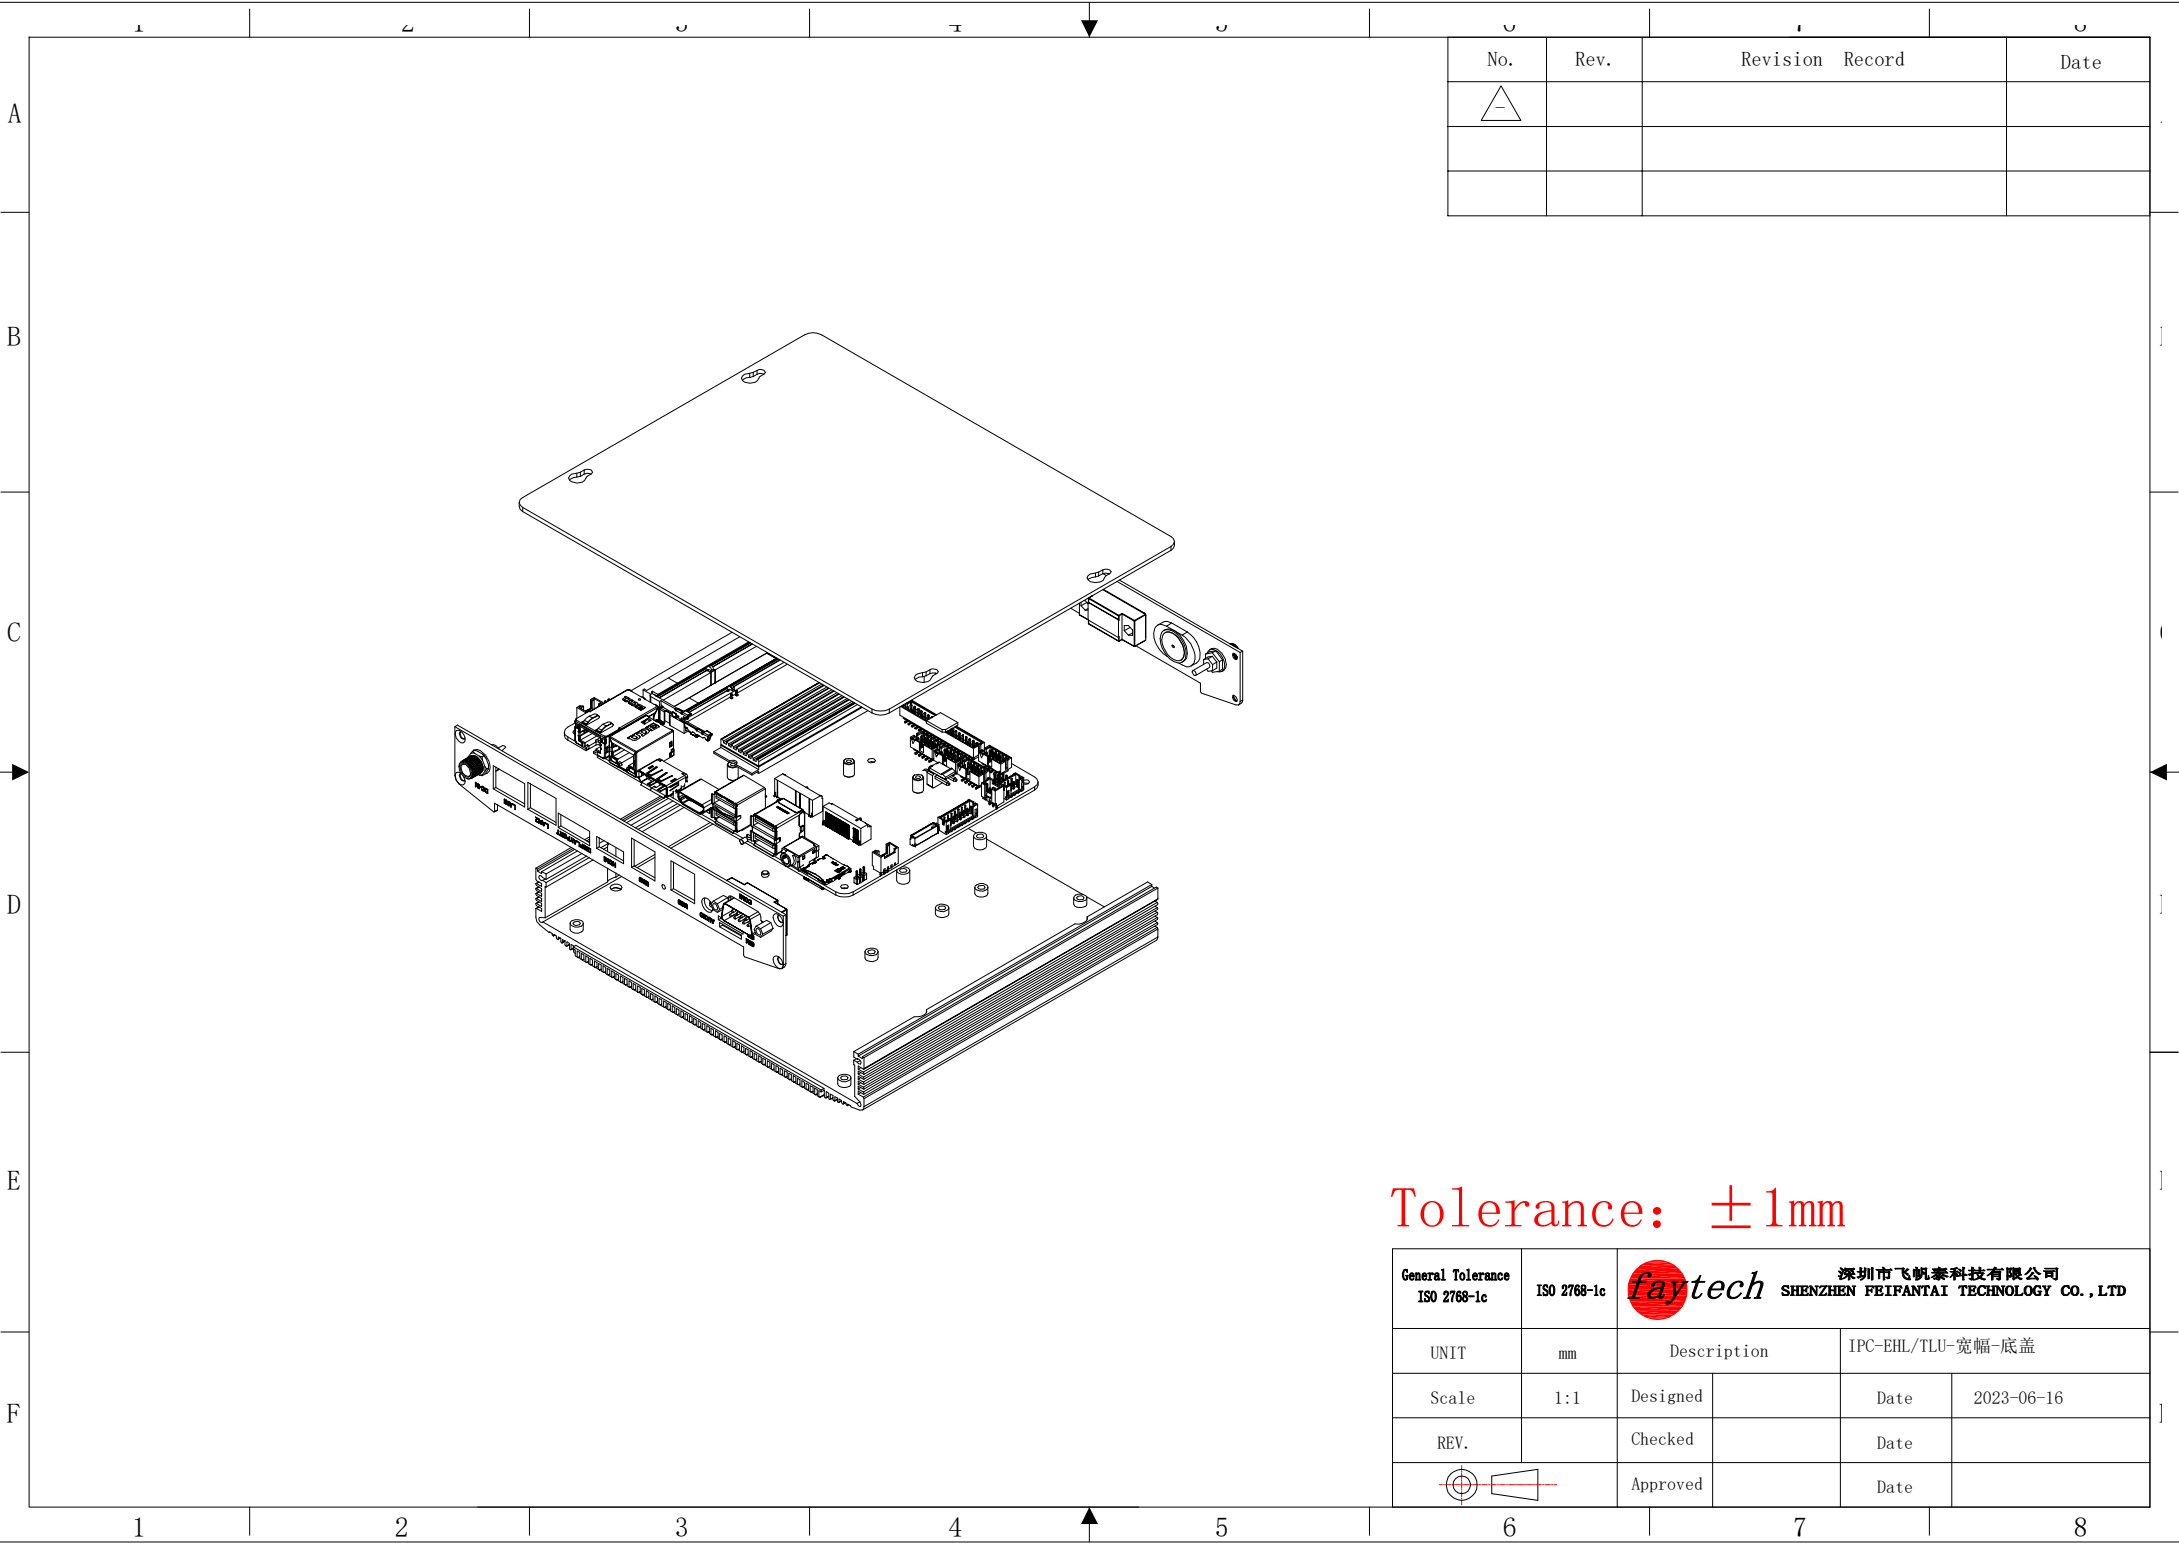 No. Rev. Revision Record Date
-
A
B
C
D
E
F
Tolerance: ±1mm
General Tolerance
ISO 2768-1c
ISO 2768-1c
faytech
深圳市飞帆泰科技有限公司
SHENZHEN FEIFANTAI TECHNOLOGY CO.,LTD
UNIT mm Description IPC-EHL/TLU-宽幅-底盖
Scale 1:1 Designed Date 2023-06-16
REV. Checked Date
Approved Date
1 2 3 4 5 6 7 8